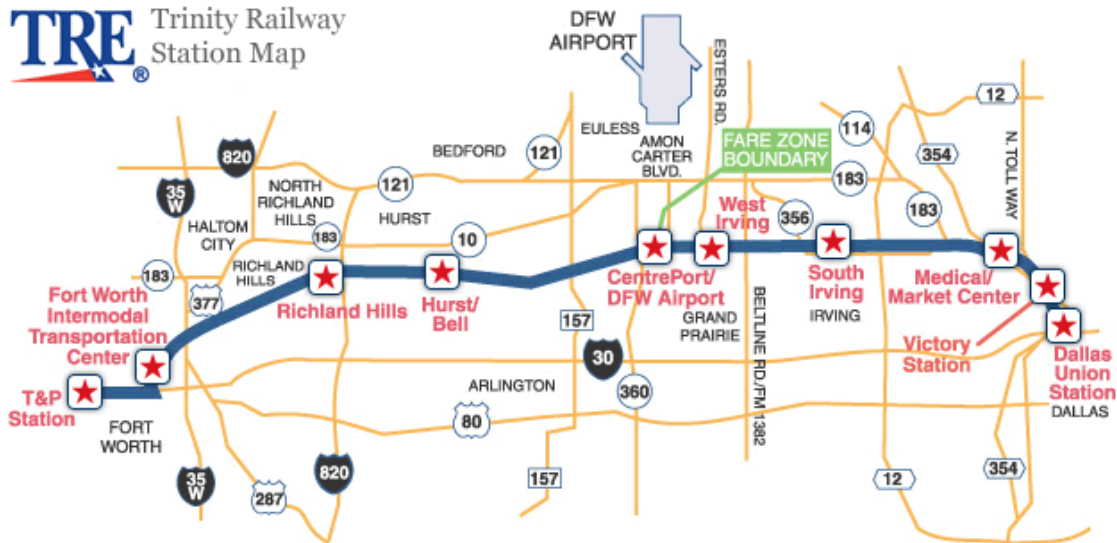 TRE®
Trinity Railway
Station Map
DFW
AIRPORT
ESTERS RD.
12
114
N. TOLL WAY
354
820
BEDFORD
121
EULESS
AMON
CARTER
BLVD.
FARE ZONE
BOUNDARY
35
W
NORTH
RICHLAND
HILLS
121
183
HALTOM
CITY
HURST
West
Irving
356
183
183
10
183
RICHLAND
HILLS
377
Fort Worth
Intermodal
Transportation
Center
Richland Hills
Hurst/
Bell
CentrePort/
DFW Airport
South
Irving
Medical/
Market Center
GRAND
PRAIRIE
IRVING
157
BELTLINE RD./FM 1382
Victory
Station
30
Dallas
Union
Station
DALLAS
T&P
Station
ARLINGTON
360
FORT
WORTH
80
35
W
287
820
157
12
354